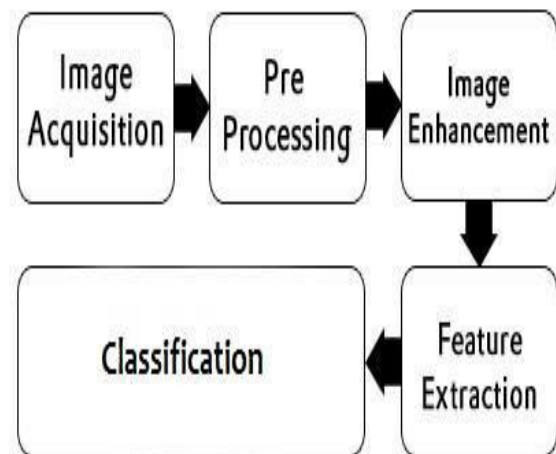 Image
Acquisition
Pre
Processing
Image
Enhancement
Feature
Extraction
Classification